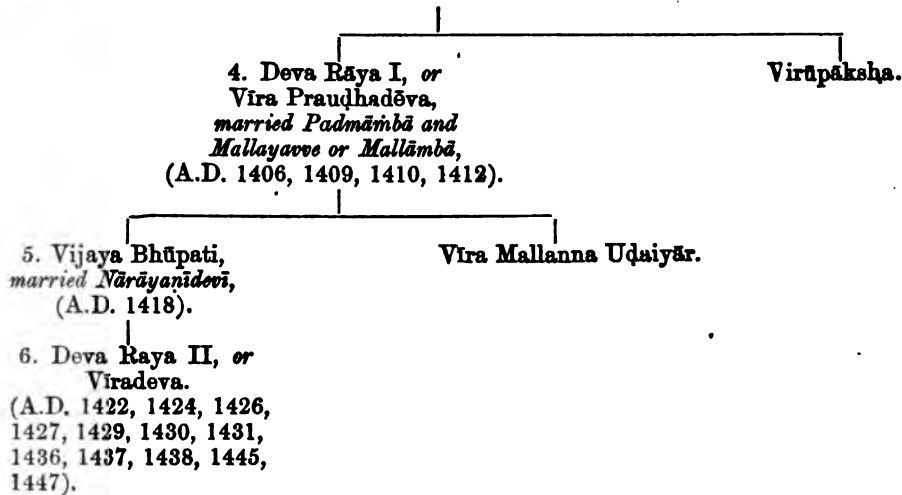 4. Deva Rāya I, or
Vīra Prauḍhadēva,
married Padmāṁbā and
Mallayavve or Mallāmbā,
(A.D. 1406, 1409, 1410, 1412).
Virūpāksha.
5. Vijaya Bhūpati,
married Nārāyaṇīdevī,
(A.D. 1418).
Vīra Mallanna Uḍaiyār.
6. Deva Raya II, or
Vīradeva.
(A.D. 1422, 1424, 1426,
1427, 1429, 1430, 1431,
1436, 1437, 1438, 1445,
1447).